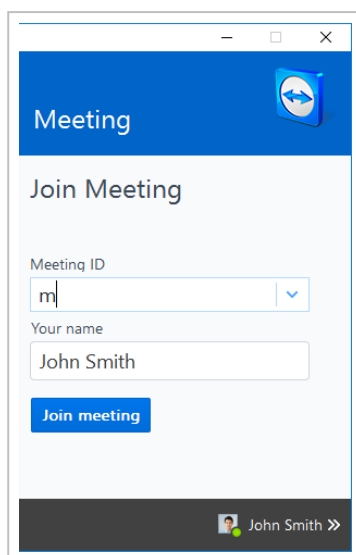 Meeting
Join Meeting
Meeting ID
m
Your name
John Smith
Join meeting
John Smith